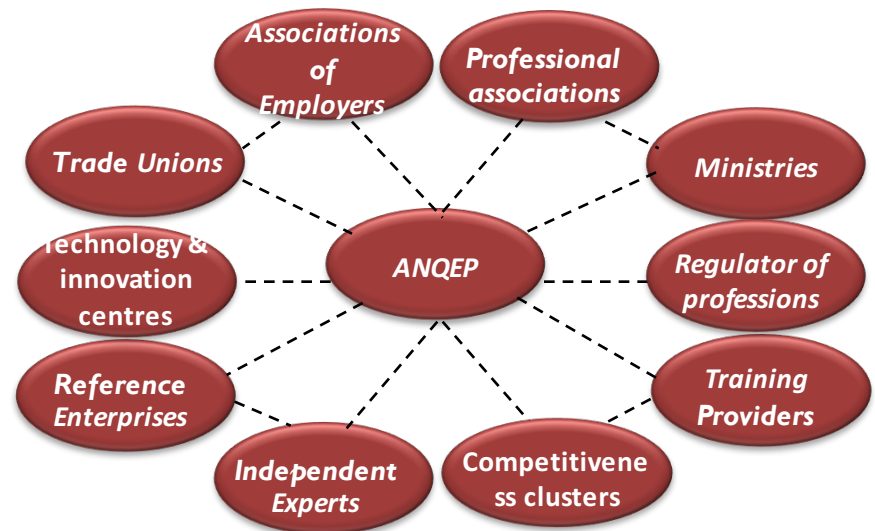 Associations
of
Employers
Professional
associations
Trade Unions
Ministries
ANQEP
Technology &
innovation
centres
Regulator of
professions
Reference
Enterprises
Training
Providers
Independent
Experts
Competitivene
ss clusters